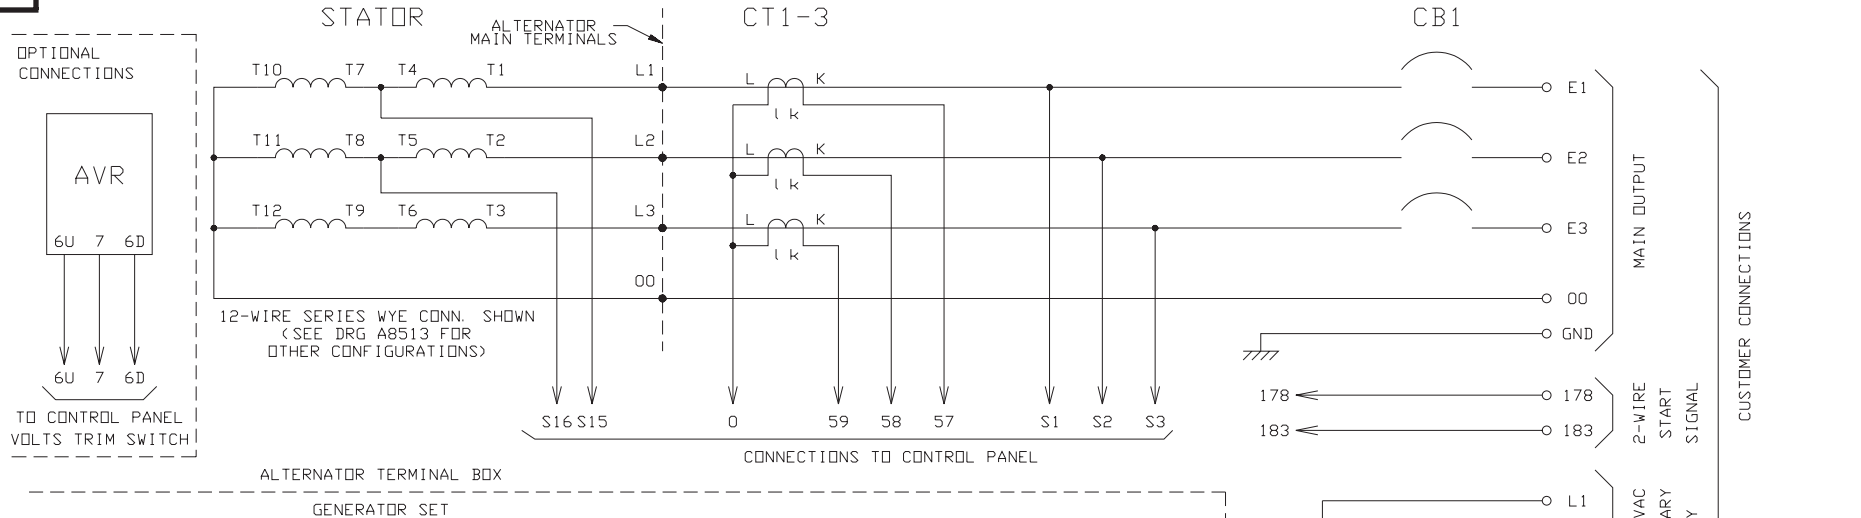 STATOR
ALTERNATOR
MAIN TERMINALS
CT1-3
CB1
OPTIONAL
CONNECTIONS
AVR
6U 7 6D
6U 7 6D
TO CONTROL PANEL
VOLTS TRIM SWITCH
T10 T7 T4 T1 L1 L K E1
l k
T11 T8 T5 T2 L2 L K E2
l k
T12 T9 T6 T3 L3 L K E3
l k
00 00
12-WIRE SERIES WYE CONN. SHOWN
(SEE DRG A8513 FOR
OTHER CONFIGURATIONS)
GND
MAIN OUTPUT
CUSTOMER CONNECTIONS
178 178
183 183
2-WIRE
START
SIGNAL
S16 S15 0 59 58 57 S1 S2 S3
CONNECTIONS TO CONTROL PANEL
ALTERNATOR TERMINAL BOX
GENERATOR SET
L1
VAC